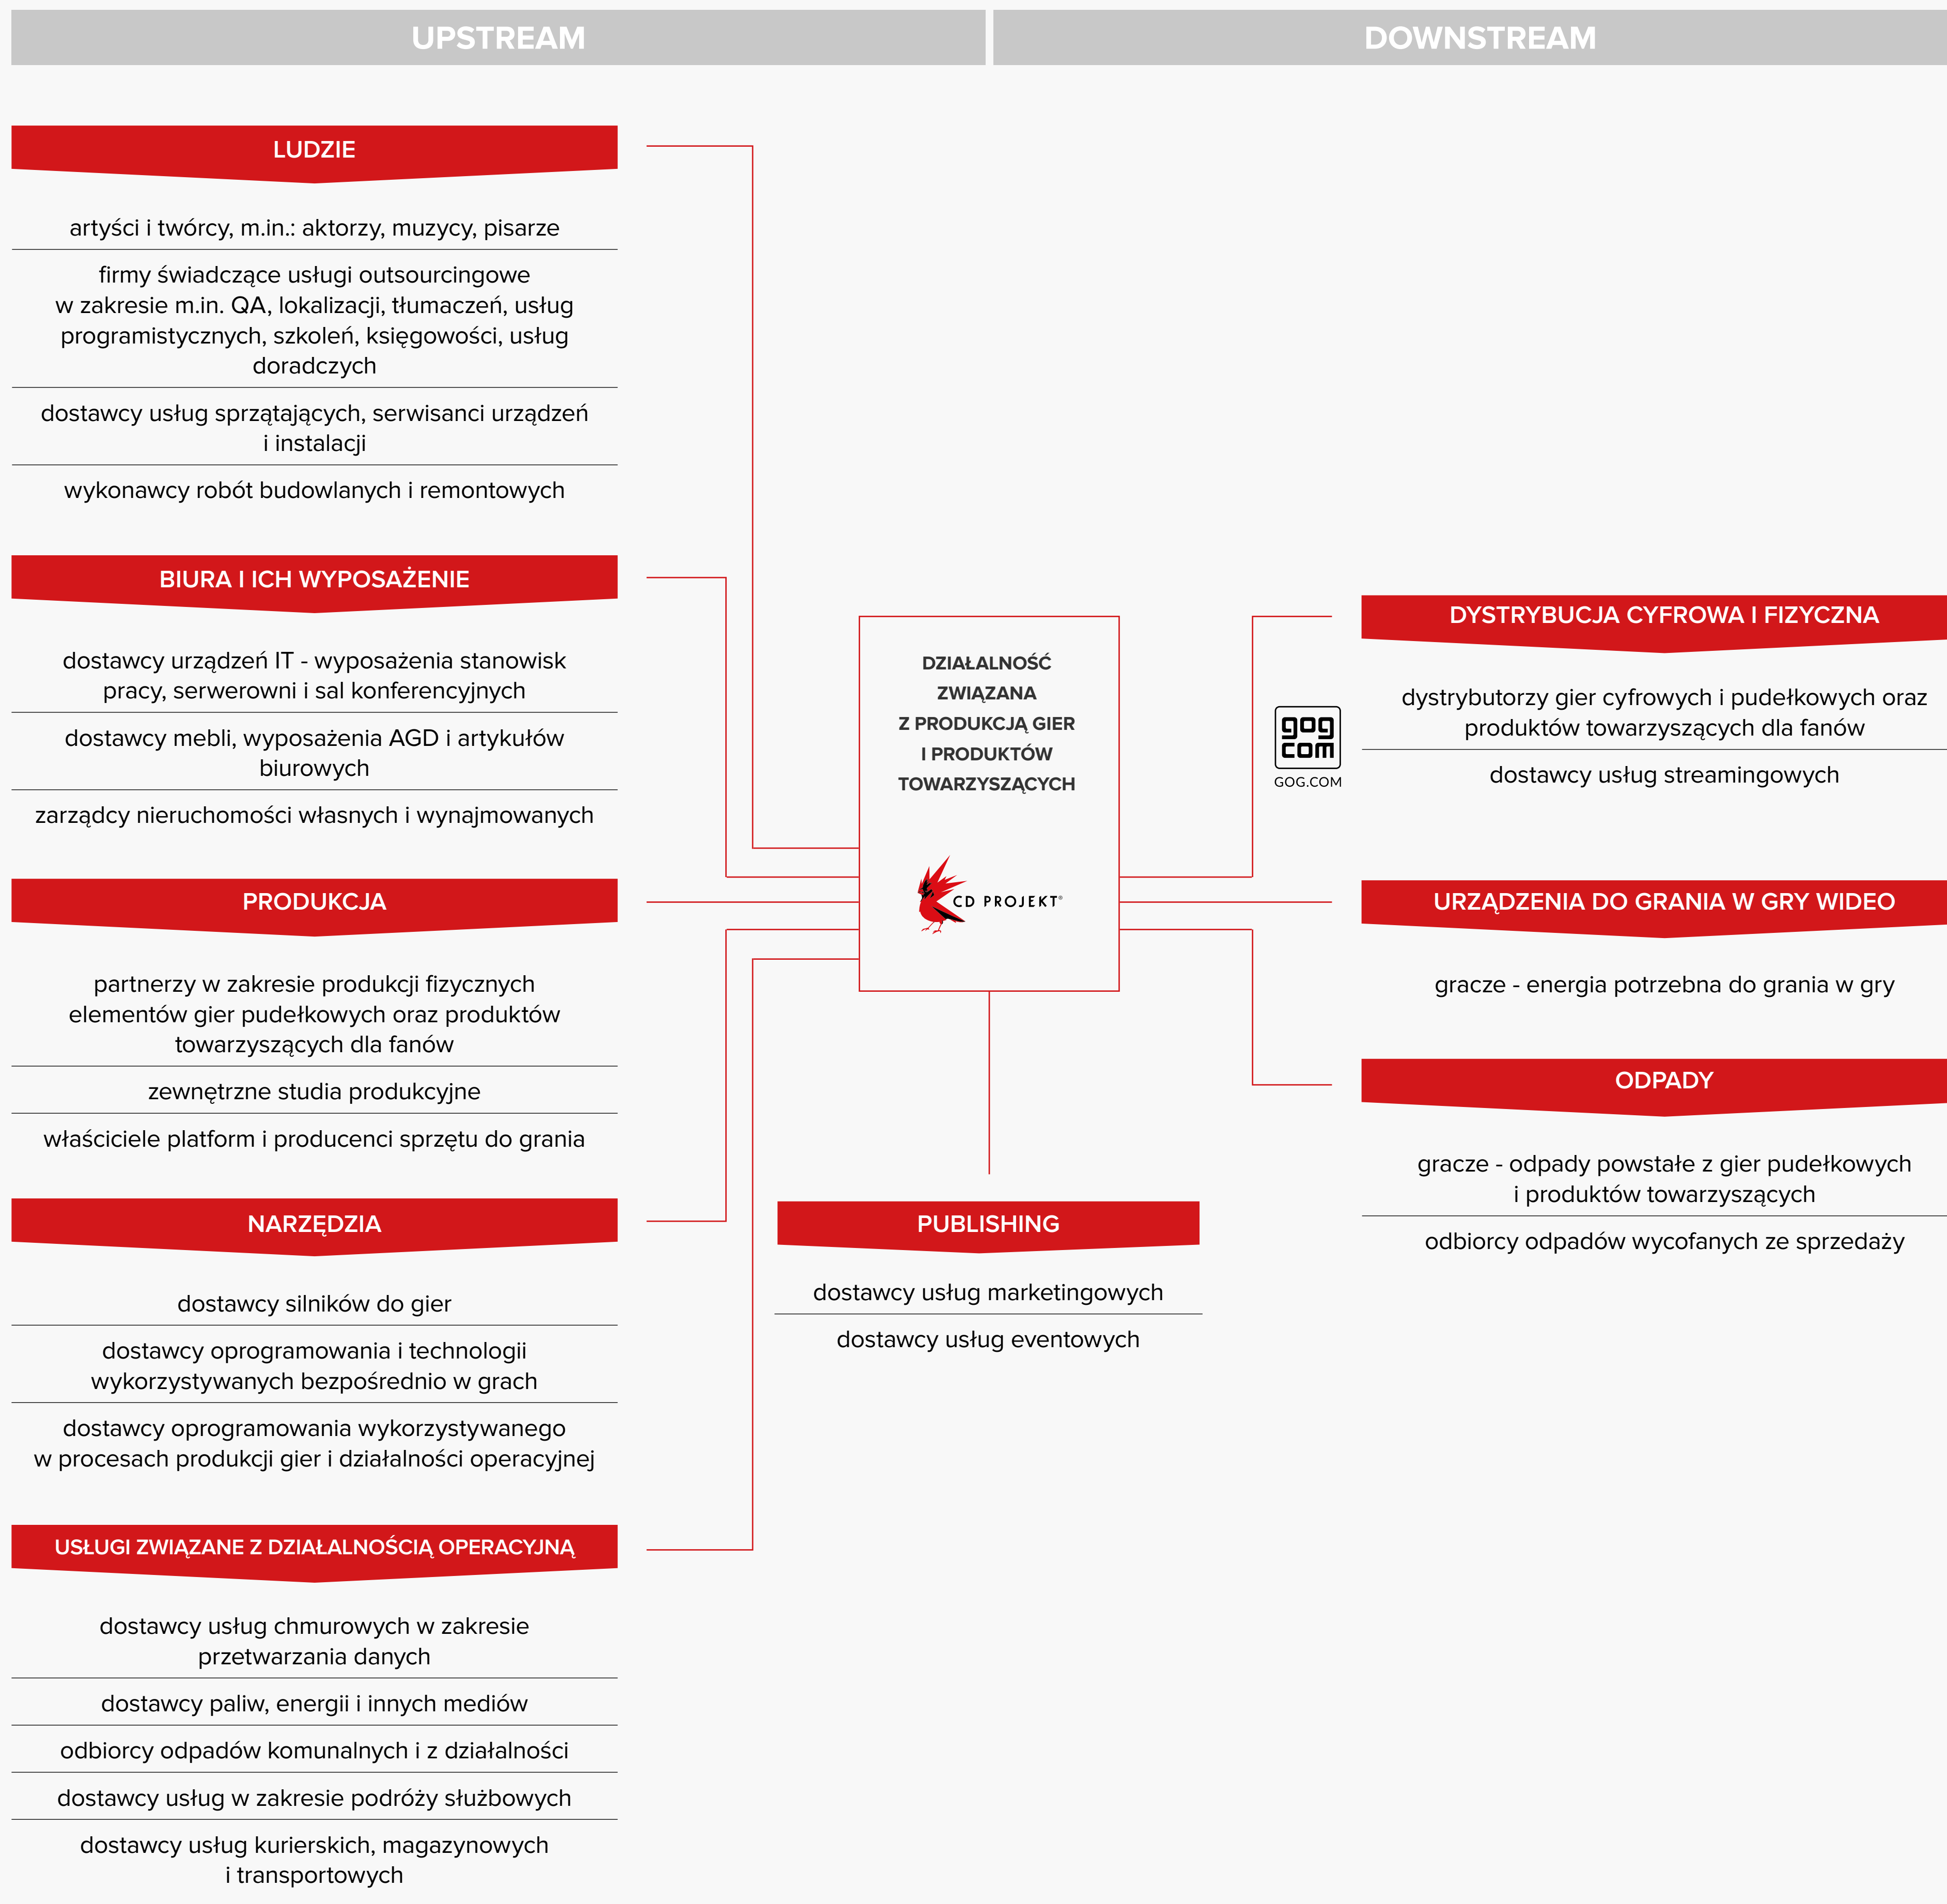 UPSTREAM
DOWNSTREAM
LUDZIE
artyści i twórcy, m.in.: aktorzy, muzycy, pisarze
firmy świadczące usługi outsourcingowe
w zakresie m.in. QA, lokalizacji, tłumaczeń, usług
programistycznych, szkoleń, księgowości, usług
doradczych
dostawcy usług sprzątających, serwisanci urządzeń
i instalacji
wykonawcy robót budowlanych i remontowych
BIURA I ICH WYPOSAŻENIE
dostawcy urządzeń IT - wyposażenia stanowisk
pracy, serwerowni i sal konferencyjnych
dostawcy mebli, wyposażenia AGD i artykułów
biurowych
zarządcy nieruchomości własnych i wynajmowanych
PRODUKCJA
partnerzy w zakresie produkcji fizycznych
elementów gier pudełkowych oraz produktów
towarzyszących dla fanów
zewnętrzne studia produkcyjne
właściciele platform i producenci sprzętu do grania
NARZĘDZIA
dostawcy silników do gier
dostawcy oprogramowania i technologii
wykorzystywanych bezpośrednio w grach
dostawcy oprogramowania wykorzystywanego
w procesach produkcji gier i działalności operacyjnej
USŁUGI ZWIĄZANE Z DZIAŁALNOŚCIĄ OPERACYJNĄ
dostawcy usług chmurowych w zakresie
przetwarzania danych
dostawcy paliw, energii i innych mediów
odbiorcy odpadów komunalnych i z działalności
dostawcy usług w zakresie podróży służbowych
dostawcy usług kurierskich, magazynowych
i transportowych
DZIAŁALNOŚĆ
ZWIĄZANA
Z PRODUKCJĄ GIER
I PRODUKTÓW
TOWARZYSZĄCYCH
CD PROJEKT®
PUBLISHING
dostawcy usług marketingowych
dostawcy usług eventowych
gog
com
GOG.COM
DYSTRYBUCJA CYFROWA I FIZYCZNA
dystrybutorzy gier cyfrowych i pudełkowych oraz
produktów towarzyszących dla fanów
dostawcy usług streamingowych
URZĄDZENIA DO GRANIA W GRY WIDEO
gracze - energia potrzebna do grania w gry
ODPADY
gracze - odpady powstałe z gier pudełkowych
i produktów towarzyszących
odbiorcy odpadów wycofanych ze sprzedaży